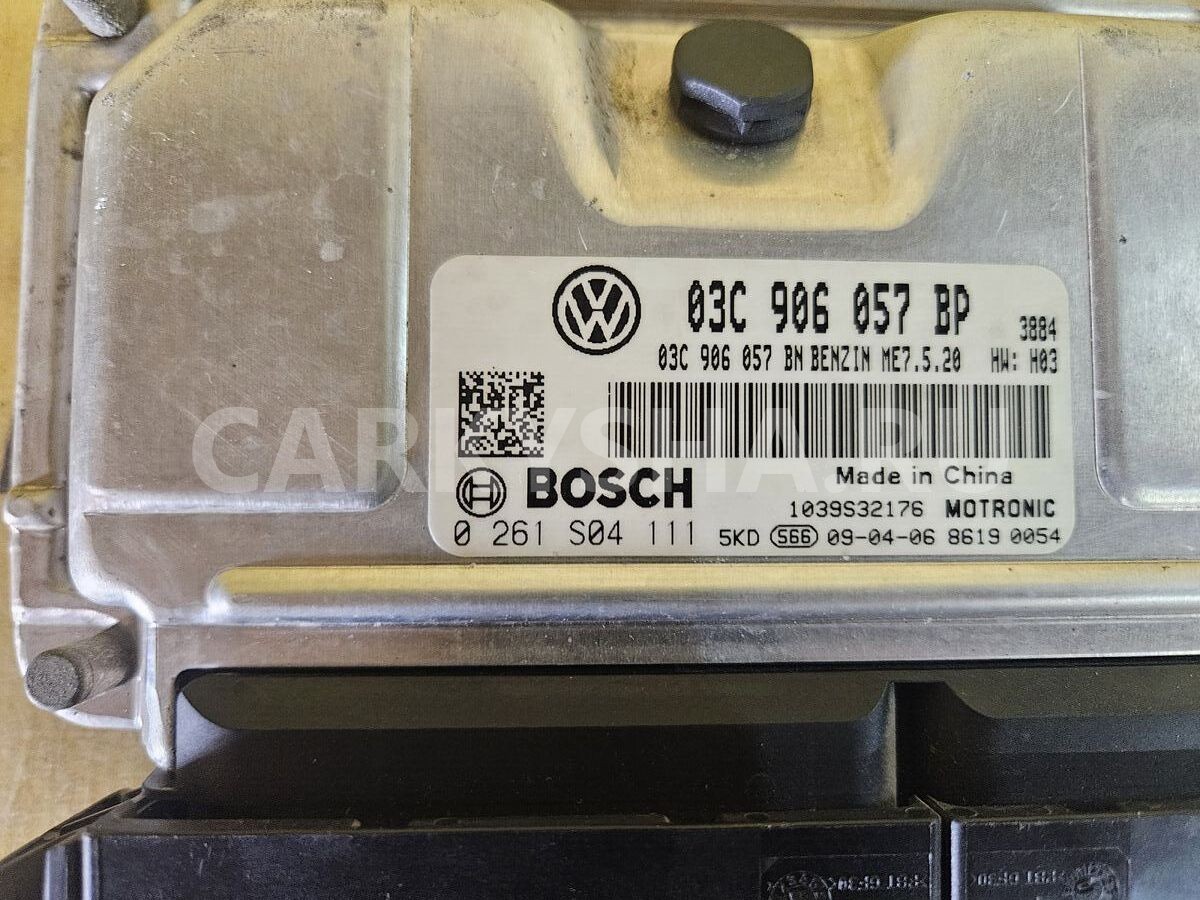 03C 906 057 BP
3884
03C 906 057 BN BENZIN ME7.5.20 HW: H03
Made in China
BOSCH
1039S32176 MOTRONIC
0 261 S04 111 5KD 566 09-04-06 8619 0054